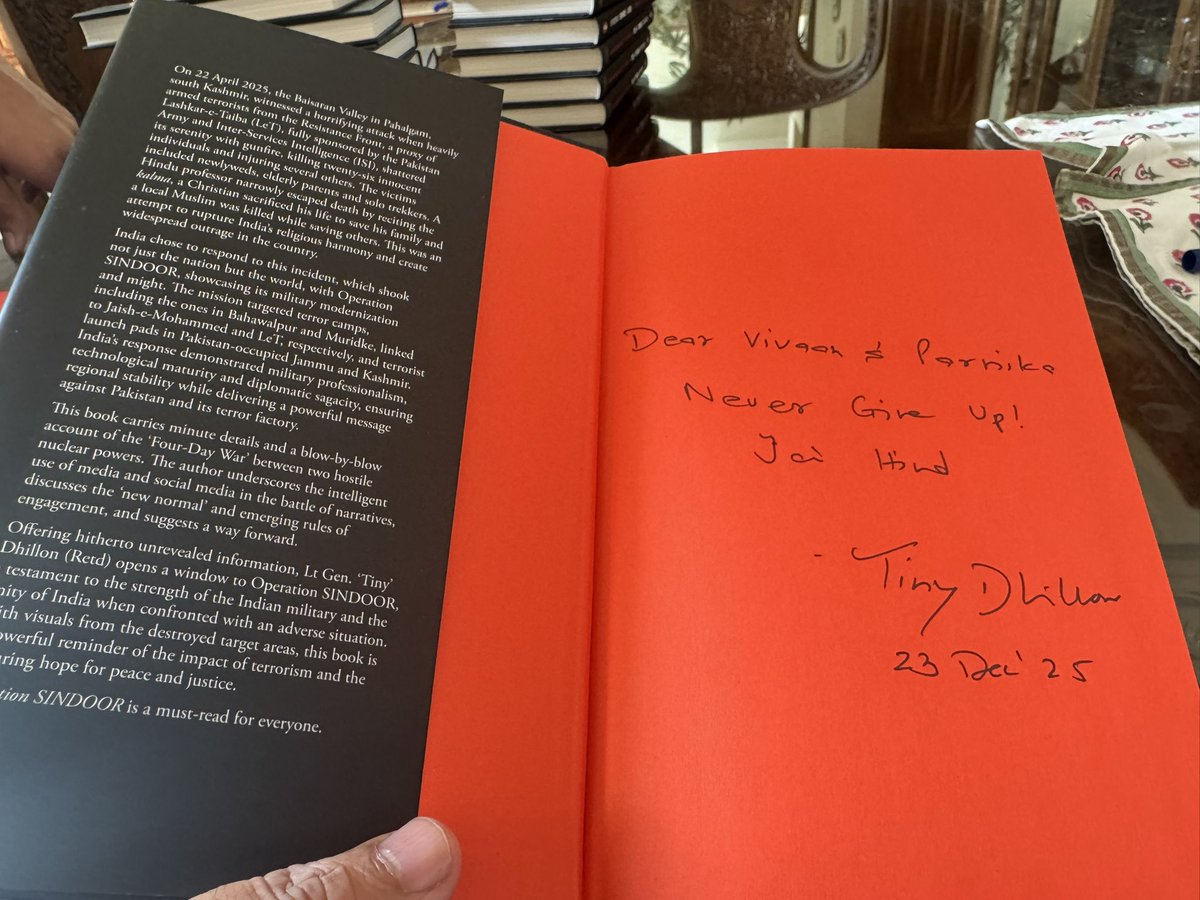 On 22 April 2025, the Baisaran Valley in Pahalgam,
south Kashmir, witnessed a horrifying attack when heavily
armed terrorists from the Resistance Front, a proxy of
Lashkar-e-Taiba (LeT), fully sponsored by the Pakistan
Army and Inter-Services Intelligence (ISI), shattered
its serenity with gunfire, killing twenty-six innocent
individuals and injuring several others. The victims
included newlyweds, elderly parents and solo trekkers. A
Hindu professor narrowly escaped death by reciting the
kalma, a Christian sacrificed his life to save his family and
a local Muslim was killed while saving others. This was an
attempt to rupture India's religious harmony and create
widespread outrage in the country.
India chose to respond to this incident, which shook
not just the nation but the world, with Operation
SINDOOR, showcasing its military modernization
and might. The mission targeted terror camps,
including the ones in Bahawalpur and Muridke, linked
to Jaish-e-Mohammed and LeT, respectively, and terrorist
launch pads in Pakistan-occupied Jammu and Kashmir.
India's response demonstrated military professionalism,
technological maturity and diplomatic sagacity, ensuring
regional stability while delivering a powerful message
against Pakistan and its terror factory.
This book carries minute details and a blow-by-blow
account of the 'Four-Day War' between two hostile
nuclear powers. The author underscores the intelligent
use of media and social media in the battle of narratives,
discusses the 'new normal' and emerging rules of
engagement, and suggests a way forward.
Offering hitherto unrevealed information, Lt Gen. 'Tiny'
Dhillon (Retd) opens a window to Operation SINDOOR,
testament to the strength of the Indian military and the
nity of India when confronted with an adverse situation.
ith visuals from the destroyed target areas, this book is
owerful reminder of the impact of terrorism and the
uring hope for peace and justice.
tion SINDOOR is a must-read for everyone.
Dear Vivaan & Parnika
Never Give Up!
Jai Hind
- Tiny Dhillon
23 Dec' 25